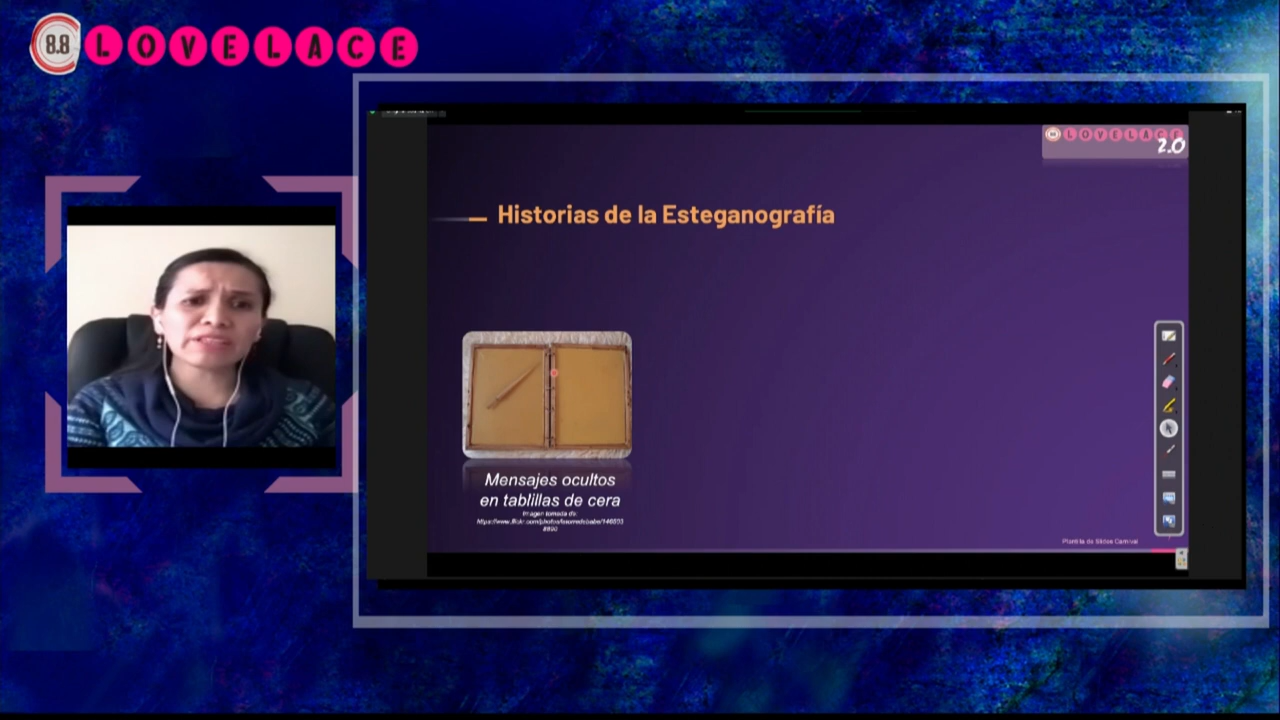 8.8 LOVELACE
LOVELACE
2.0
Historias de la Esteganografía
Mensajes ocultos
en tablillas de cera
Imagen tomada de:
Plantilla de Slides Carnival